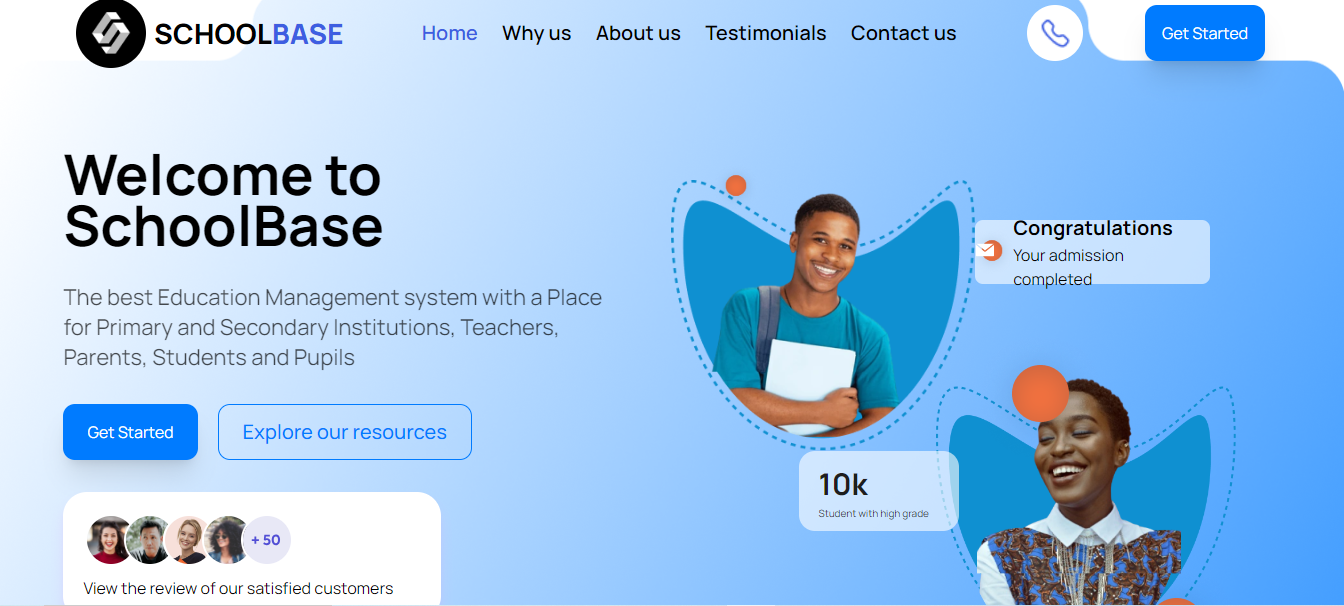 SCHOOLBASE
Home Why us About us Testimonials Contact us
Get Started
Welcome to
SchoolBase
The best Education Management system with a Place
for Primary and Secondary Institutions, Teachers,
Parents, Students and Pupils
Get Started
Explore our resources
+ 50
View the review of our satisfied customers
Congratulations
Your admission
completed
10k
Student with high grade